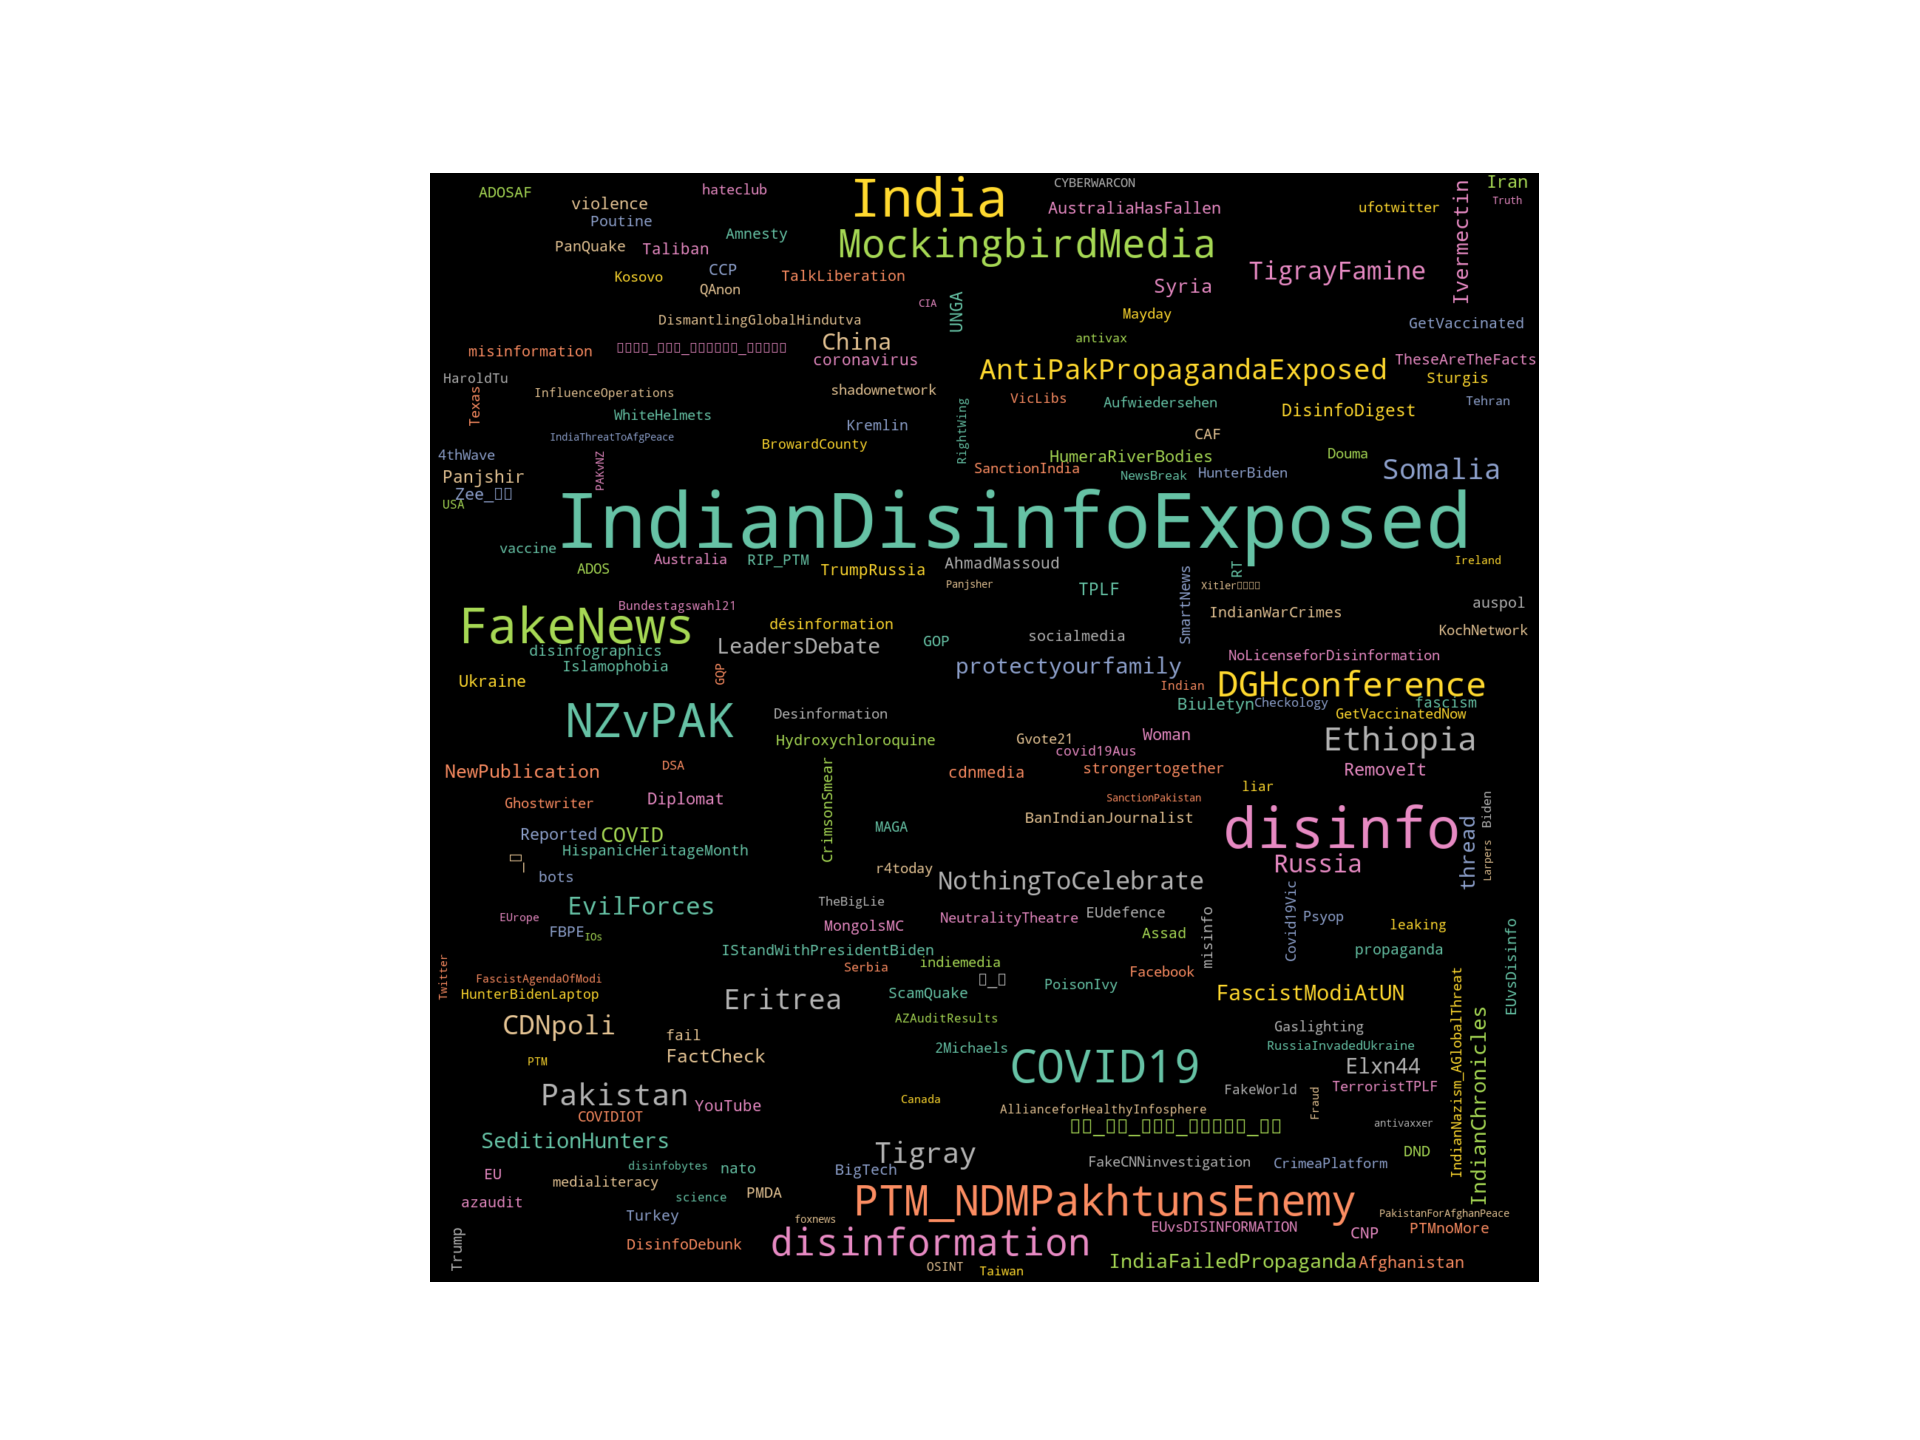 ADOSAF
hateclub
India
CYBERWARCON
Iran
violence
AustraliaHasFallen
ufotwitter
Ivermectin
Truth
Poutine
Amnesty
MockingbirdMedia
PanQuake
Taliban
Kosovo
CCP
TalkLiberation
TigrayFamine
QAnon
Syria
CIA
UNGA
DismantlingGlobalHindutva
Mayday
GetVaccinated
China
antivax
misinformation
coronavirus
AntiPakPropagandaExposed
TheseAreTheFacts
HaroldTu
Sturgis
Texas
InfluenceOperations
shadownetwork
VicLibs
Aufwiedersehen
DisinfoDigest
Tehran
WhiteHelmets
RightWing
Kremlin
IndiaThreatToAfgPeace
BrowardCounty
CAF
4thWave
PAKvNZ
HumeraRiverBodies
Douma
Panjshir
SanctionIndia
NewsBreak
HunterBiden
Somalia
Zee_
USA
IndianDisinfoExposed
vaccine
Australia
RIP_PTM
AhmadMassoud
Ireland
ADOS
TrumpRussia
RT
Panjsher
TPLF
SmartNews
Xitler
Bundestagswahl21
IndianWarCrimes
auspol
FakeNews
désinformation
KochNetwork
disinfographics
LeadersDebate
GOP
socialmedia
Islamophobia
GQP
protectyourfamily
NoLicenseforDisinformation
Ukraine
Indian
DGHconference
Biuletyn
Checkology
fascism
NZvPAK
Desinformation
GetVaccinatedNow
Hydroxychloroquine
Gvote21
Woman
Ethiopia
covid19Aus
NewPublication
DSA
cdnmedia
strongertogether
RemoveIt
liar
Ghostwriter
Diplomat
CrimsonSmear
SanctionPakistan
Biden
BanIndianJournalist
disinfo
Reported
COVID
MAGA
thread
HispanicHeritageMonth
Russia
Larpers
bots
r4today
NothingToCelebrate
EvilForces
TheBigLie
EUrope
MongolsMC
NeutralityTheatre
EUdefence
Covid19Vic
Psyop
FBPE
IOs
Assad
misinfo
leaking
IStandWithPresidentBiden
propaganda
EUvsDisinfo
Twitter
Serbia
indiemedia
Facebook
FascistAgendaOfModi
HunterBidenLaptop
Eritrea
ScamQuake
PoisonIvy
FascistModiAtUN
IndianNazism_AGlobalThreat
CDNpoli
AZAuditResults
Gaslighting
IndianChronicles
fail
2Michaels
RussiaInvadedUkraine
PTM
FactCheck
COVID19
Elxn44
Pakistan
YouTube
Canada
FakeWorld
Fraud
TerroristTPLF
COVIDIOT
AllianceforHealthyInfosphere
antivaxxer
SeditionHunters
Tigray
DND
EU
disinfobytes
nato
BigTech
FakeCNNinvestigation
CrimeaPlatform
medialiteracy
PMDA
azaudit
science
PTM_NDMPakhtunsEnemy
Turkey
foxnews
PakistanForAfghanPeace
EUvsDISINFORMATION
CNP
PTMnoMore
Trump
DisinfoDebunk
disinformation
IndiaFailedPropaganda
Afghanistan
OSINT
Taiwan